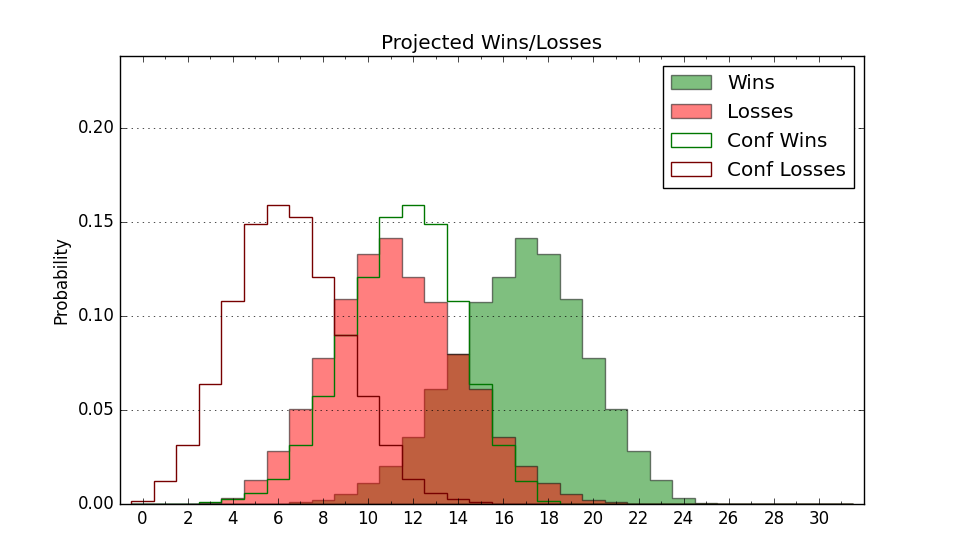 Projected Wins/Losses
Wins
Losses
Conf Wins
Conf Losses
Probability
0.20
0.15
0.10
0.05
0.00
0 2 4 6 8 10 12 14 16 18 20 22 24 26 28 30